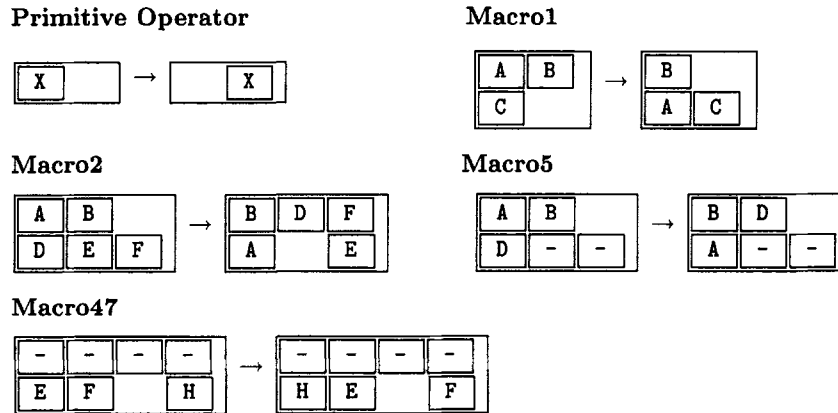 Primitive Operator
Macro1
X → X
A B → B
C A C
Macro2
Macro5
A B → B D F
D E F A E
A B → B D
D - - A - -
Macro47
- - - - → - - - -
E F H H E F